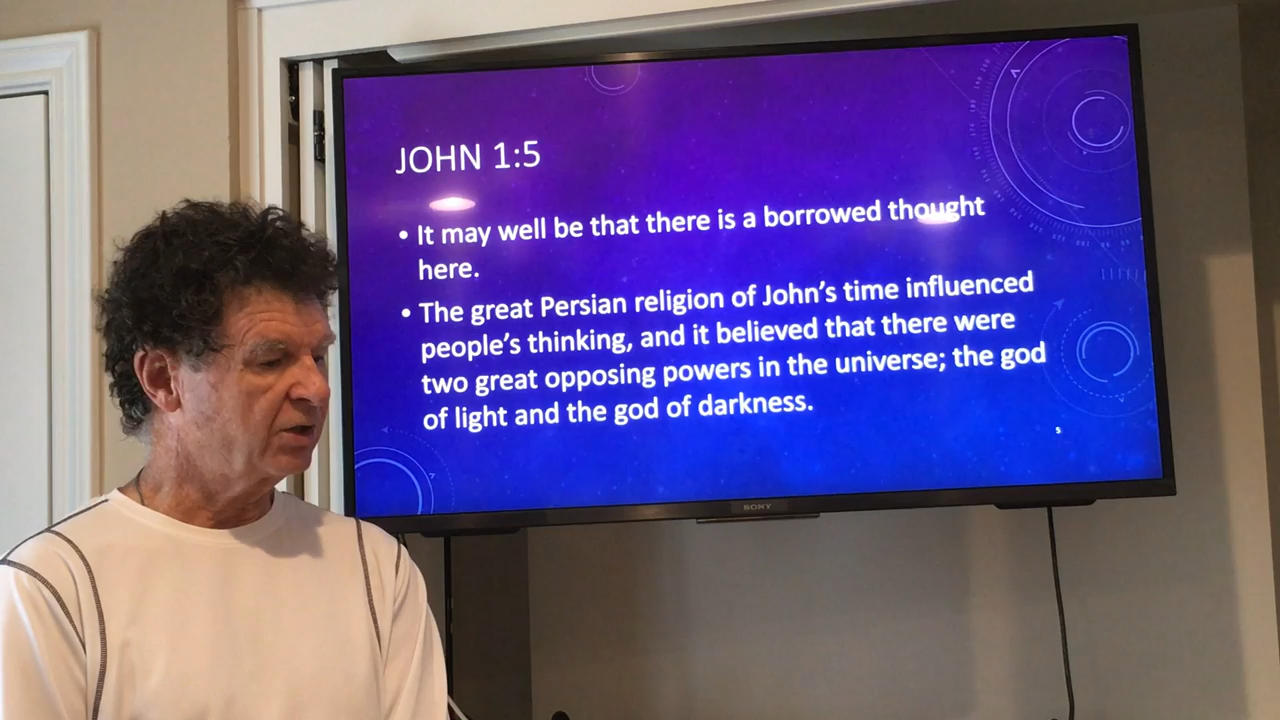 JOHN 1:5
• It may well be that there is a borrowed thought
here.
• The great Persian religion of John’s time influenced
people’s thinking, and it believed that there were
two great opposing powers in the universe; the god
of light and the god of darkness.
5
SONY